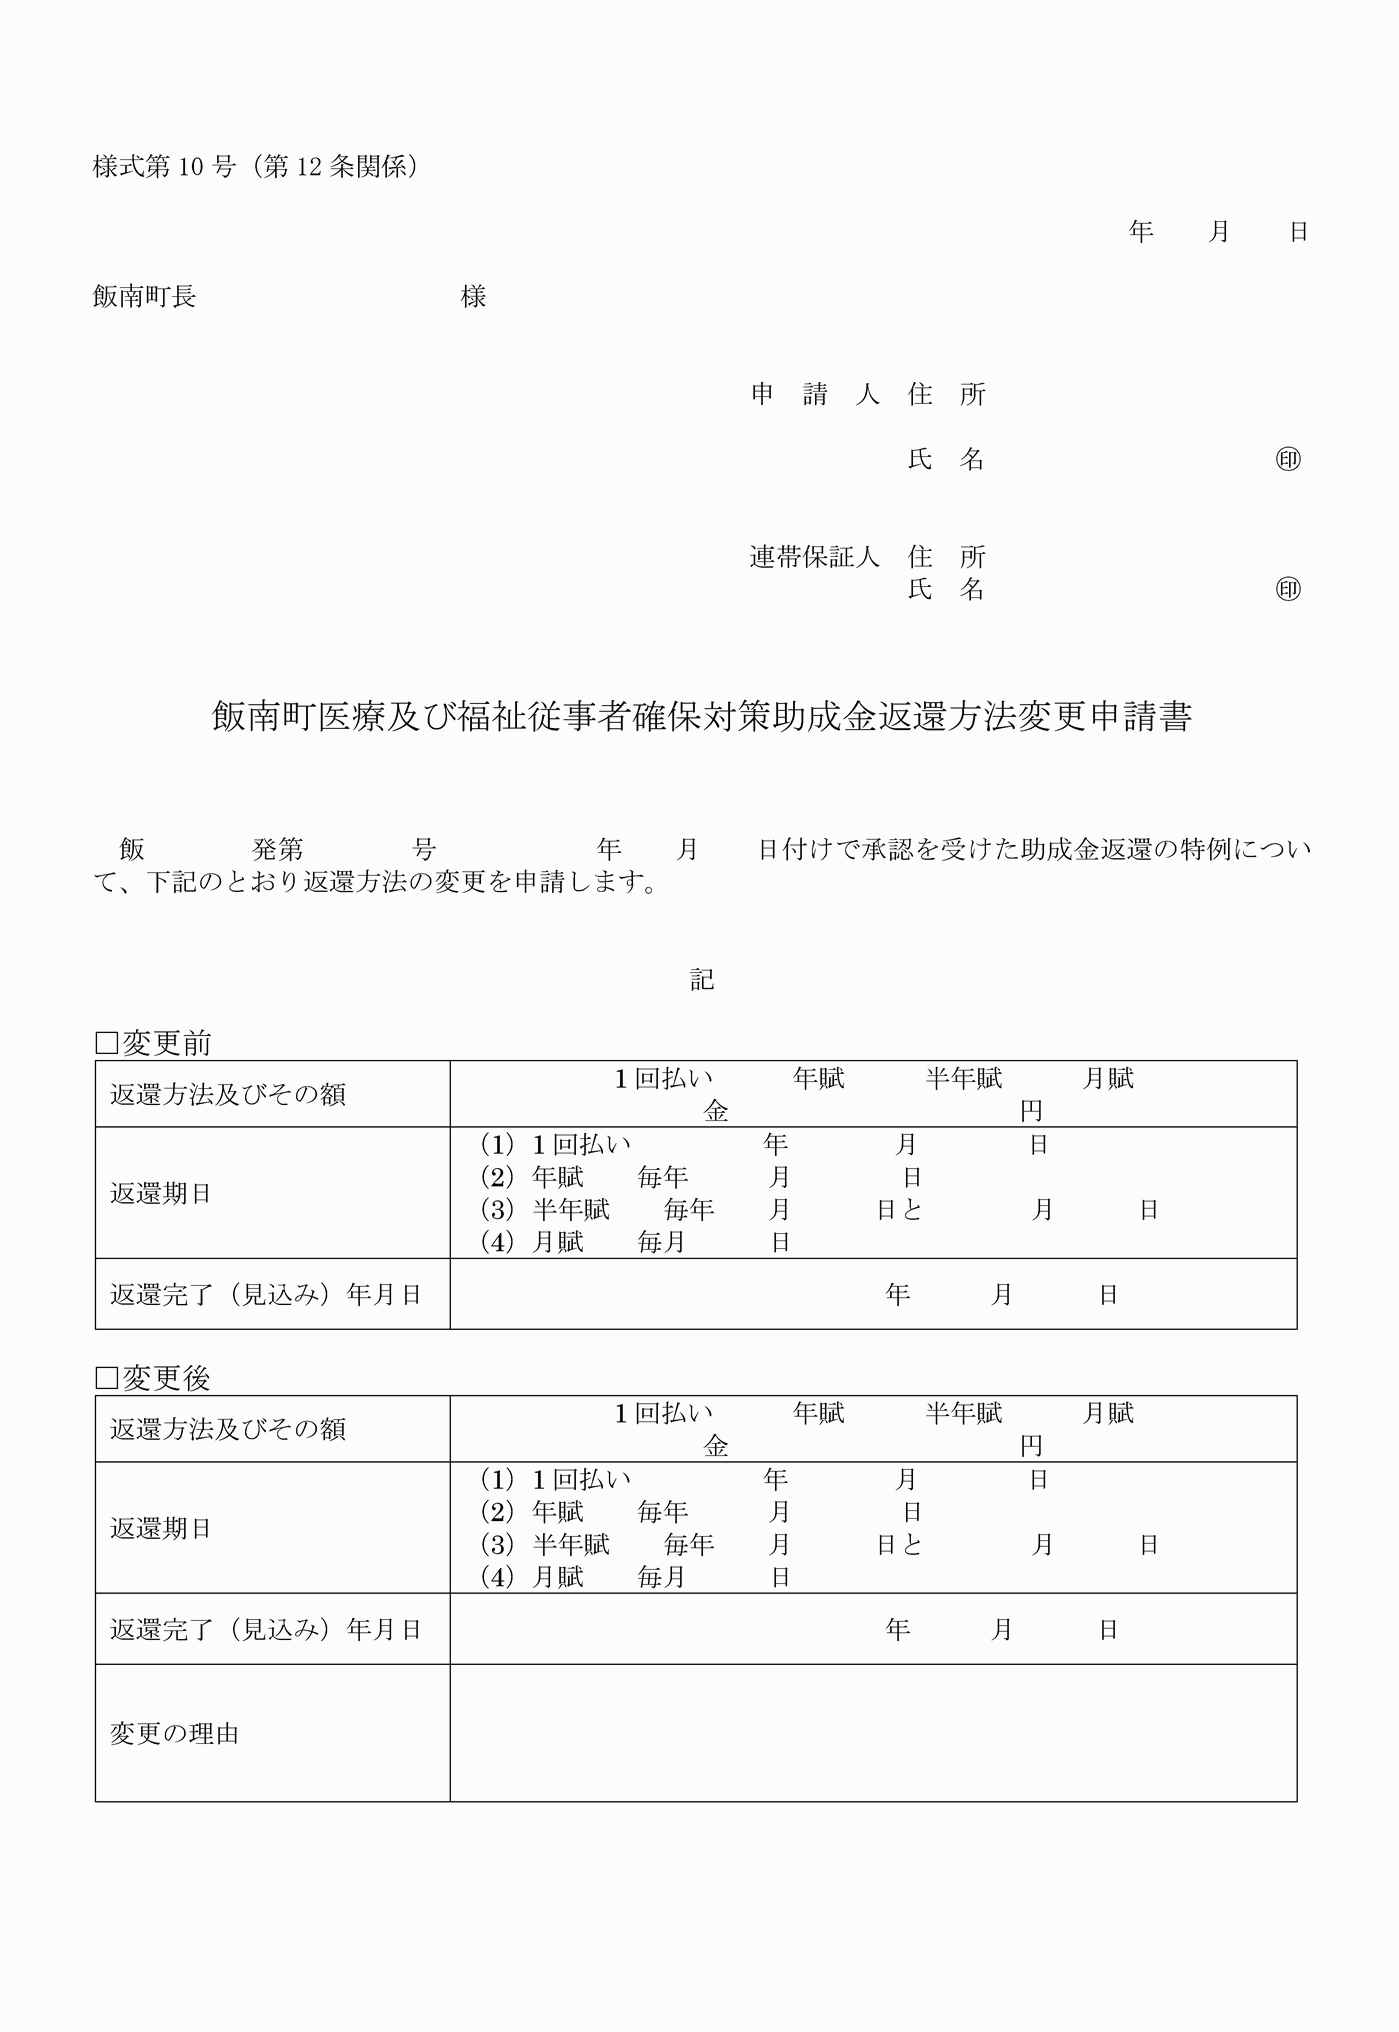 様式第 10 号（第 12 条関係）
年　　月　　日
飯南町長　　　　　　　　　　様
申　請　人　住　所
氏　名　　　　　　　　　　　㊞
連帯保証人　住　所
氏　名　　　　　　　　　　　㊞
飯南町医療及び福祉従事者確保対策助成金返還方法変更申請書
飯　　　　発第　　　　号　　　　　　年　　月　　日付けで承認を受けた助成金返還の特例につい
て、下記のとおり返還方法の変更を申請します。
記
□変更前
返還方法及びその額
1 回払い　　　年賦　　　半年賦　　　月賦
金　　　　　　　　　　　円
返還期日
（1）1 回払い　　　　　年　　　　月　　　　日
（2）年賦　　毎年　　　月　　　　日
（3）半年賦　　毎年　　月　　　日と　　　　月　　　日
（4）月賦　　毎月　　　日
返還完了（見込み）年月日
年　　　月　　　日
□変更後
返還方法及びその額
1 回払い　　　年賦　　　半年賦　　　月賦
金　　　　　　　　　　　円
返還期日
（1）1 回払い　　　　　年　　　　月　　　　日
（2）年賦　　毎年　　　月　　　　日
（3）半年賦　　毎年　　月　　　日と　　　　月　　　日
（4）月賦　　毎月　　　日
返還完了（見込み）年月日
年　　　月　　　日
変更の理由